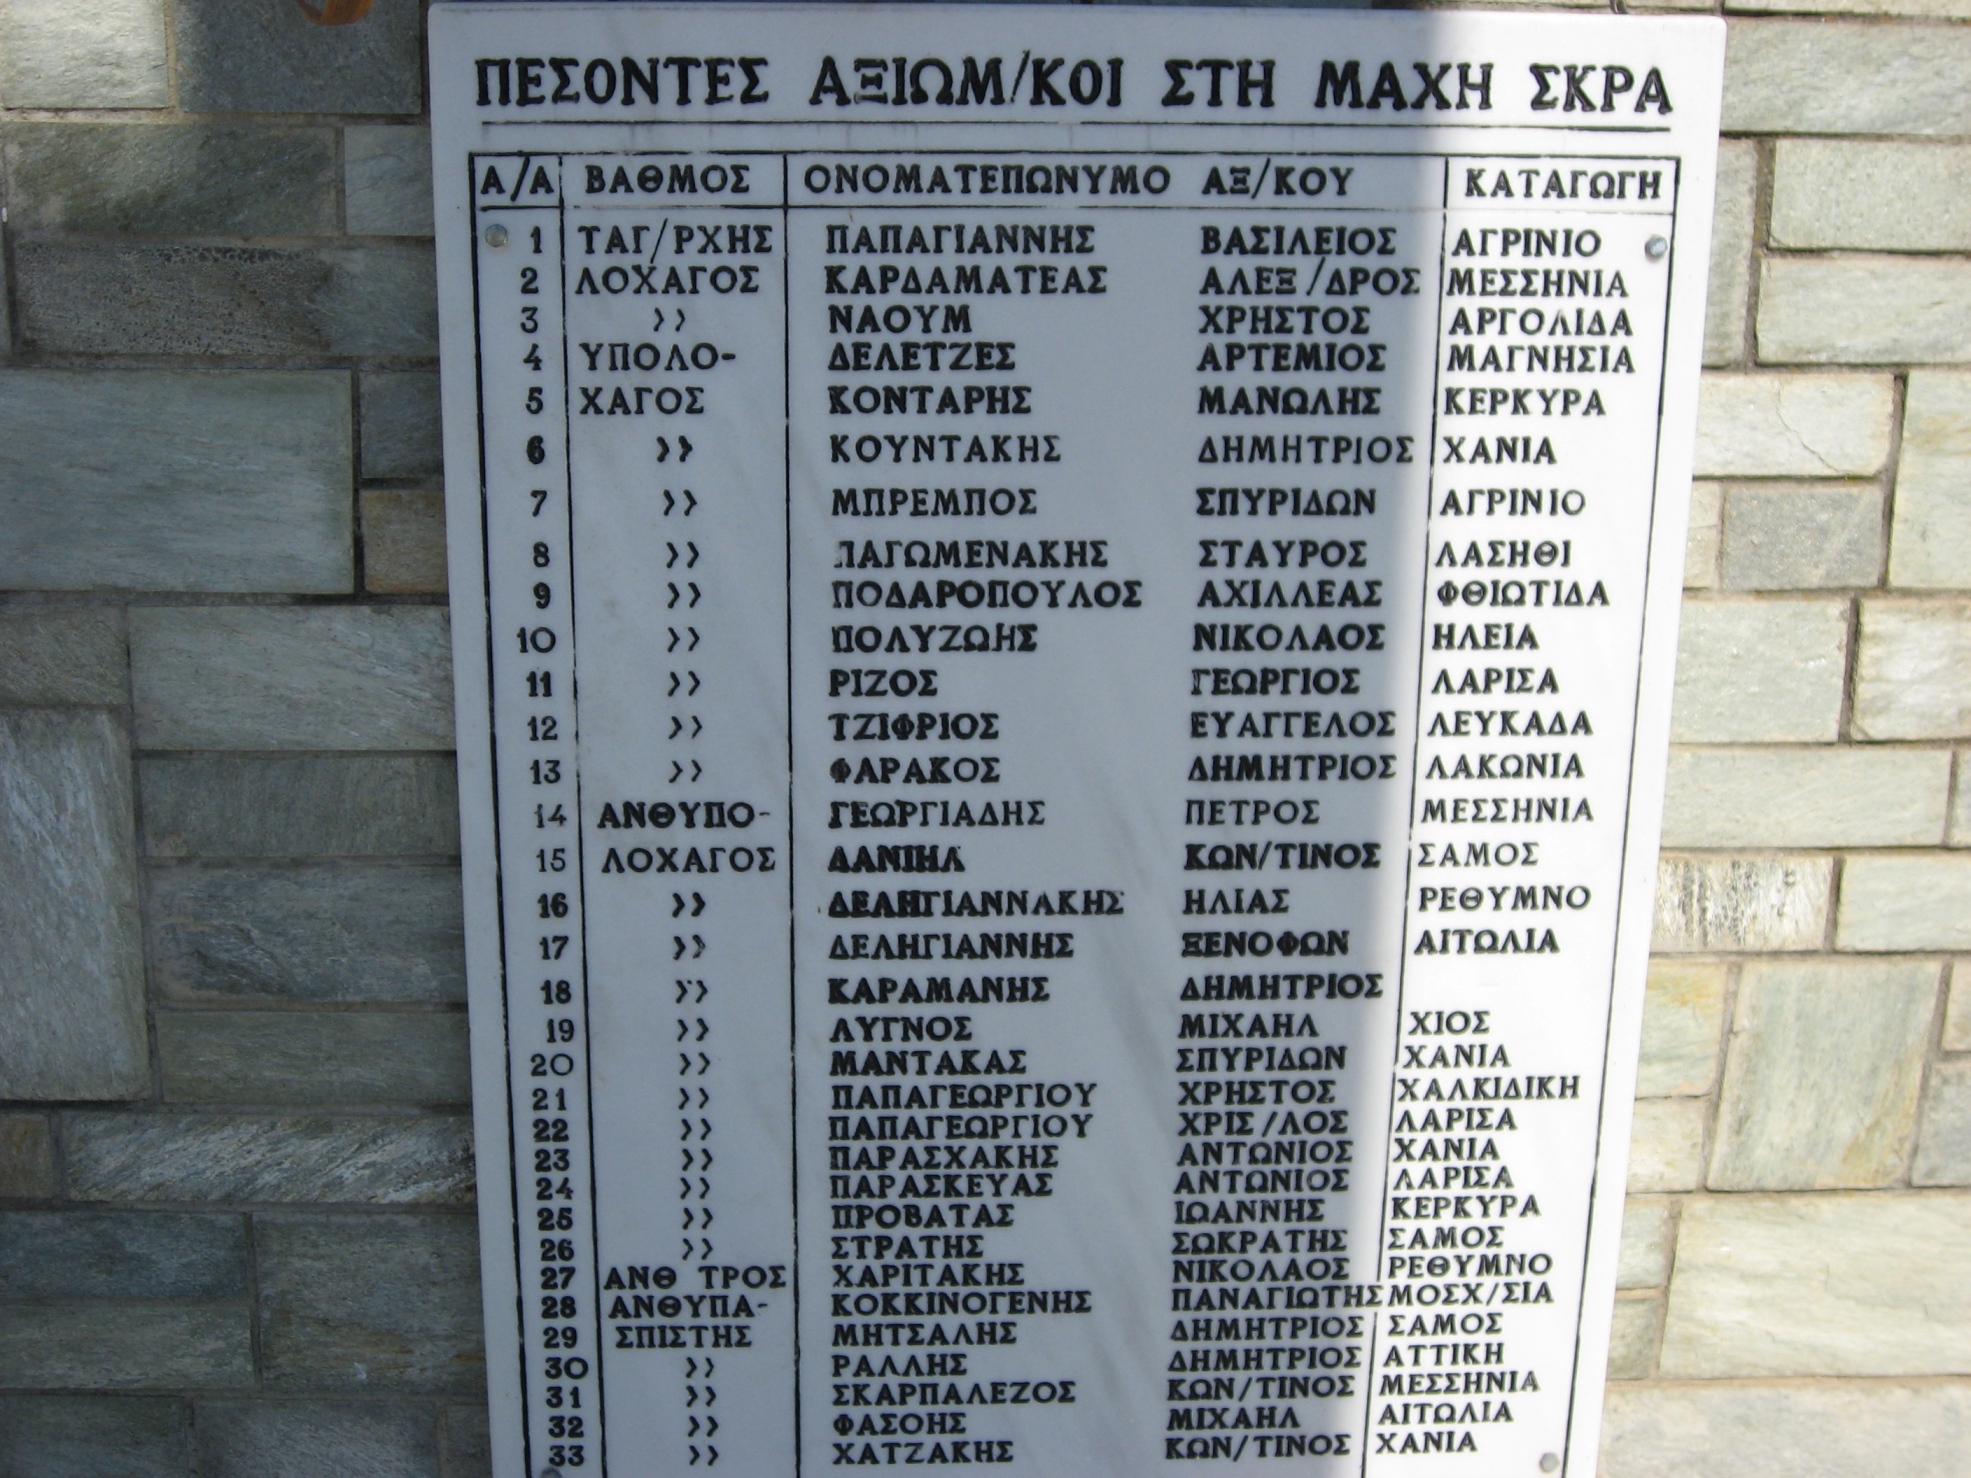 ΠΕΣΟΝΤΕΣ ΑΞΙΩΜ/ΚΟΙ ΣΤΗ ΜΑΧΗ ΣΚΡΑ
Α/Α ΒΑΘΜΟΣ ΟΝΟΜΑΤΕΠΩΝΥΜΟ ΑΞ/ΚΟΥ ΚΑΤΑΓΩΓΗ
1 ΤΑΓ/ΡΧΗΣ ΠΑΠΑΓΙΑΝΝΗΣ ΒΑΣΙΛΕΙΟΣ ΑΓΡΙΝΙΟ
2 ΛΟΧΑΓΟΣ ΚΑΡΔΑΜΑΤΕΑΣ ΑΛΕΞ/ΔΡΟΣ ΜΕΣΣΗΝΙΑ
3 >> ΝΑΟΥΜ ΧΡΗΣΤΟΣ ΑΡΓΟΛΙΔΑ
4 ΥΠΟΛΟ- ΔΕΛΕΤΖΕΣ ΑΡΤΕΜΙΟΣ ΜΑΓΝΗΣΙΑ
5 ΧΑΓΟΣ ΚΟΝΤΑΡΗΣ ΜΑΝΩΛΗΣ ΚΕΡΚΥΡΑ
6 >> ΚΟΥΝΤΑΚΗΣ ΔΗΜΗΤΡΙΟΣ ΧΑΝΙΑ
7 >> ΜΠΡΕΜΠΟΣ ΣΠΥΡΙΔΩΝ ΑΓΡΙΝΙΟ
8 >> ΠΑΓΩΜΕΝΑΚΗΣ ΣΤΑΥΡΟΣ ΛΑΣΗΘΙ
9 >> ΠΟΔΑΡΟΠΟΥΛΟΣ ΑΧΙΛΛΕΑΣ ΦΘΙΩΤΙΔΑ
10 >> ΠΟΛΥΖΩΗΣ ΝΙΚΟΛΑΟΣ ΗΛΕΙΑ
11 >> ΡΙΖΟΣ ΓΕΩΡΓΙΟΣ ΛΑΡΙΣΑ
12 >> ΤΖΙΦΡΙΟΣ ΕΥΑΓΓΕΛΟΣ ΛΕΥΚΑΔΑ
13 >> ΦΑΡΑΚΟΣ ΔΗΜΗΤΡΙΟΣ ΛΑΚΩΝΙΑ
14 ΑΝΘΥΠΟ- ΓΕΩΡΓΙΑΔΗΣ ΠΕΤΡΟΣ ΜΕΣΣΗΝΙΑ
15 ΛΟΧΑΓΟΣ ΔΑΝΙΗΛ ΚΩΝ/ΤΙΝΟΣ ΣΑΜΟΣ
16 >> ΔΕΛΗΓΙΑΝΝΑΚΗΣ ΗΛΙΑΣ ΡΕΘΥΜΝΟ
17 >> ΔΕΛΗΓΙΑΝΝΗΣ ΞΕΝΟΦΩΝ ΑΙΤΩΛΙΑ
18 >> ΚΑΡΑΜΑΝΗΣ ΔΗΜΗΤΡΙΟΣ
19 >> ΛΥΓΝΟΣ ΜΙΧΑΗΛ ΧΙΟΣ
20 >> ΜΑΝΤΑΚΑΣ ΣΠΥΡΙΔΩΝ ΧΑΝΙΑ
21 >> ΠΑΠΑΓΕΩΡΓΙΟΥ ΧΡΗΣΤΟΣ ΧΑΛΚΙΔΙΚΗ
22 >> ΠΑΠΑΓΕΩΡΓΙΟΥ ΧΡΙΣ/ΛΟΣ ΛΑΡΙΣΑ
23 >> ΠΑΡΑΣΧΑΚΗΣ ΑΝΤΩΝΙΟΣ ΧΑΝΙΑ
24 >> ΠΑΡΑΣΚΕΥΑΣ ΑΝΤΩΝΙΟΣ ΛΑΡΙΣΑ
25 >> ΠΡΟΒΑΤΑΣ ΙΩΑΝΝΗΣ ΚΕΡΚΥΡΑ
26 >> ΣΤΡΑΤΗΣ ΣΩΚΡΑΤΗΣ ΣΑΜΟΣ
27 ΑΝΘ ΤΡΟΣ ΧΑΡΙΤΑΚΗΣ ΝΙΚΟΛΑΟΣ ΡΕΘΥΜΝΟ
28 ΑΝΘΥΠΑ- ΚΟΚΚΙΝΟΓΕΝΗΣ ΠΑΝΑΓΙΩΤΗΣ ΜΟΣΧ/ΣΙΑ
29 ΣΠΙΣΤΗΣ ΜΗΤΣΑΛΗΣ ΔΗΜΗΤΡΙΟΣ ΣΑΜΟΣ
30 >> ΡΑΛΛΗΣ ΔΗΜΗΤΡΙΟΣ ΑΤΤΙΚΗ
31 >> ΣΚΑΡΠΑΛΕΖΟΣ ΚΩΝ/ΤΙΝΟΣ ΜΕΣΣΗΝΙΑ
32 >> ΦΑΣΟΗΣ ΜΙΧΑΗΛ ΑΙΤΩΛΙΑ
33 >> ΧΑΤΖΑΚΗΣ ΚΩΝ/ΤΙΝΟΣ ΧΑΝΙΑ